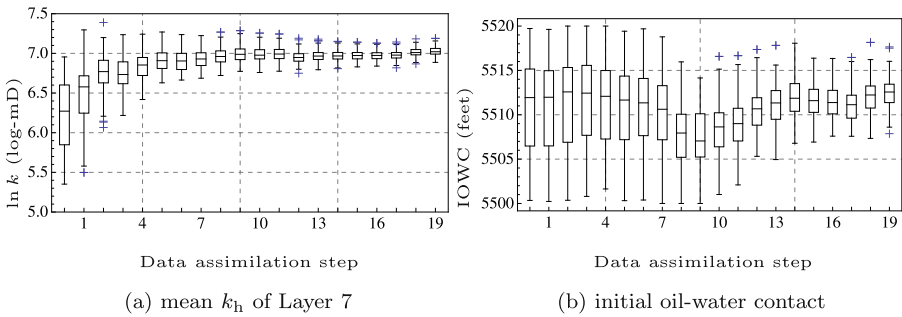 7.5
7.0
6.5
6.0
5.5
5.0
ln k (log-mD)
1 4 7 10 13 16 19
Data assimilation step
(a) mean kh of Layer 7
5520
5515
5510
5505
5500
IOWC (feet)
1 4 7 10 13 16 19
Data assimilation step
(b) initial oil-water contact